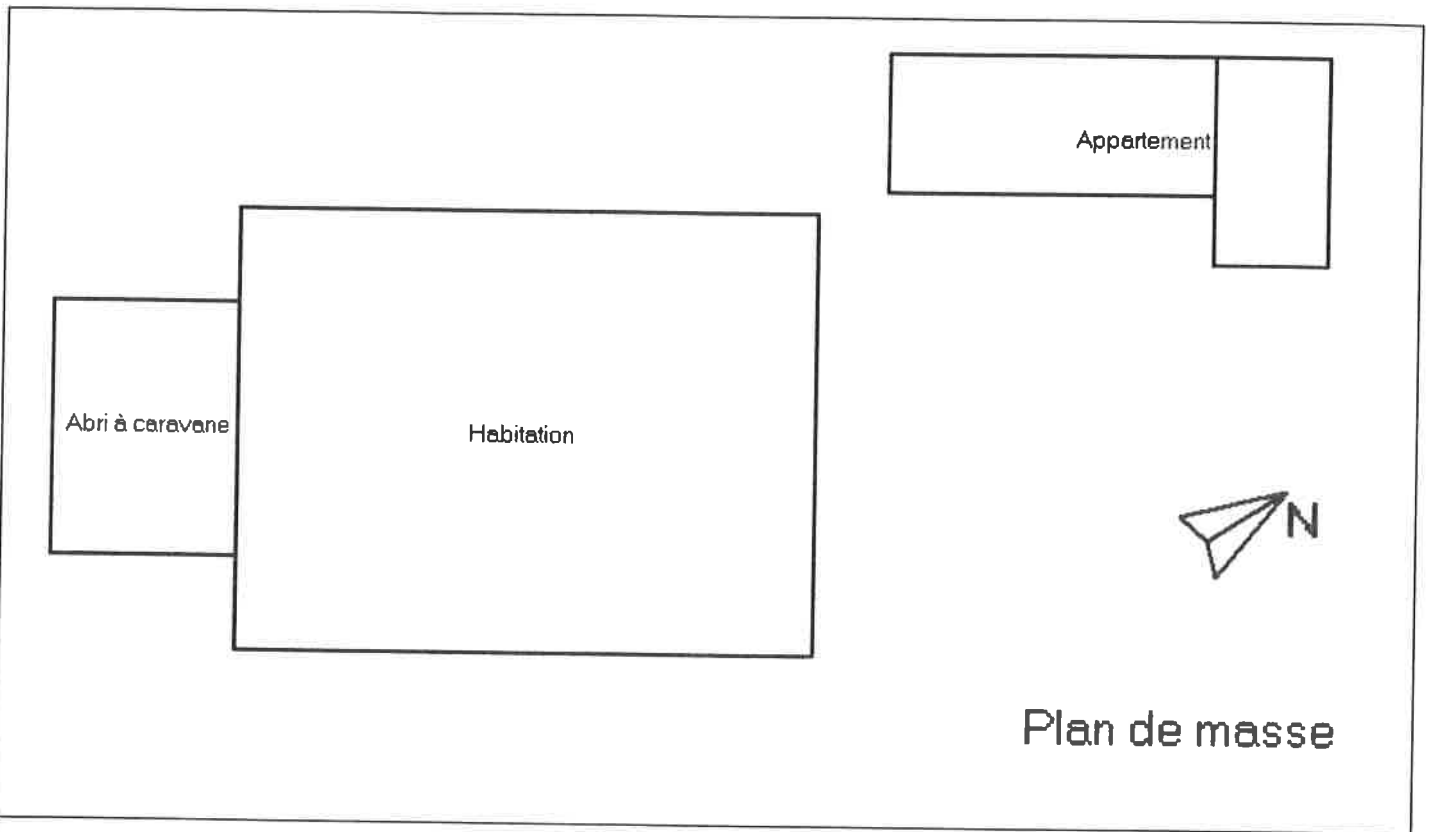 Appartement
Abri à caravane
Habitation
N
Plan de masse